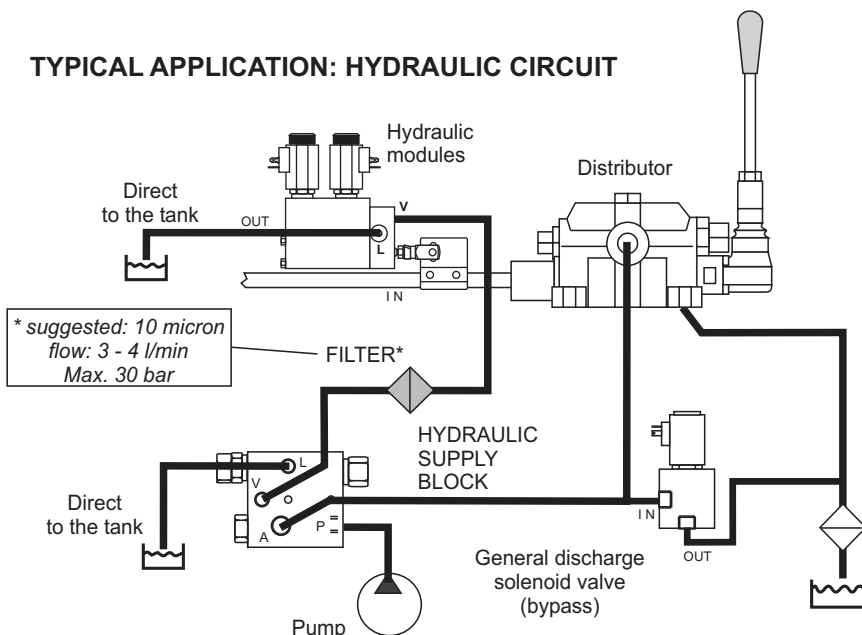 TYPICAL APPLICATION: HYDRAULIC CIRCUIT
Hydraulic
modules
Distributor
Direct
to the tank
OUT
V
L
IN
* suggested: 10 micron
flow: 3 - 4 l/min
Max. 30 bar
FILTER*
HYDRAULIC
SUPPLY
BLOCK
L
V
A
P
Direct
to the tank
IN
OUT
General discharge
solenoid valve
(bypass)
Pump